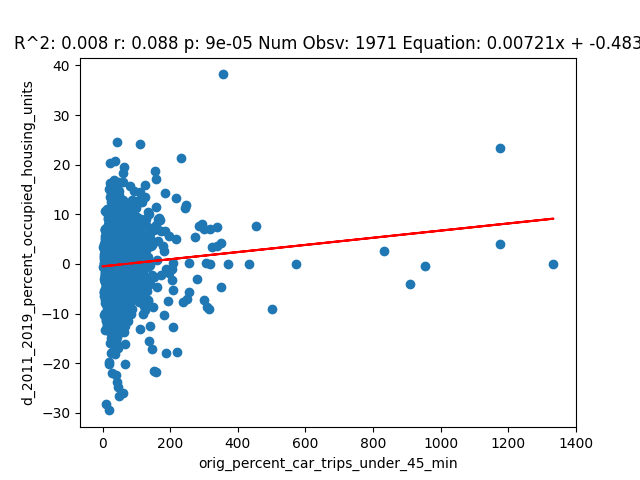 R^2: 0.008 r: 0.088 p: 9e-05 Num Obsv: 1971 Equation: 0.00721x + -0.483
d_2011_2019_percent_occupied_housing_units
40
30
20
10
0
−10
−20
−30
0 200 400 600 800 1000 1200 1400
orig_percent_car_trips_under_45_min